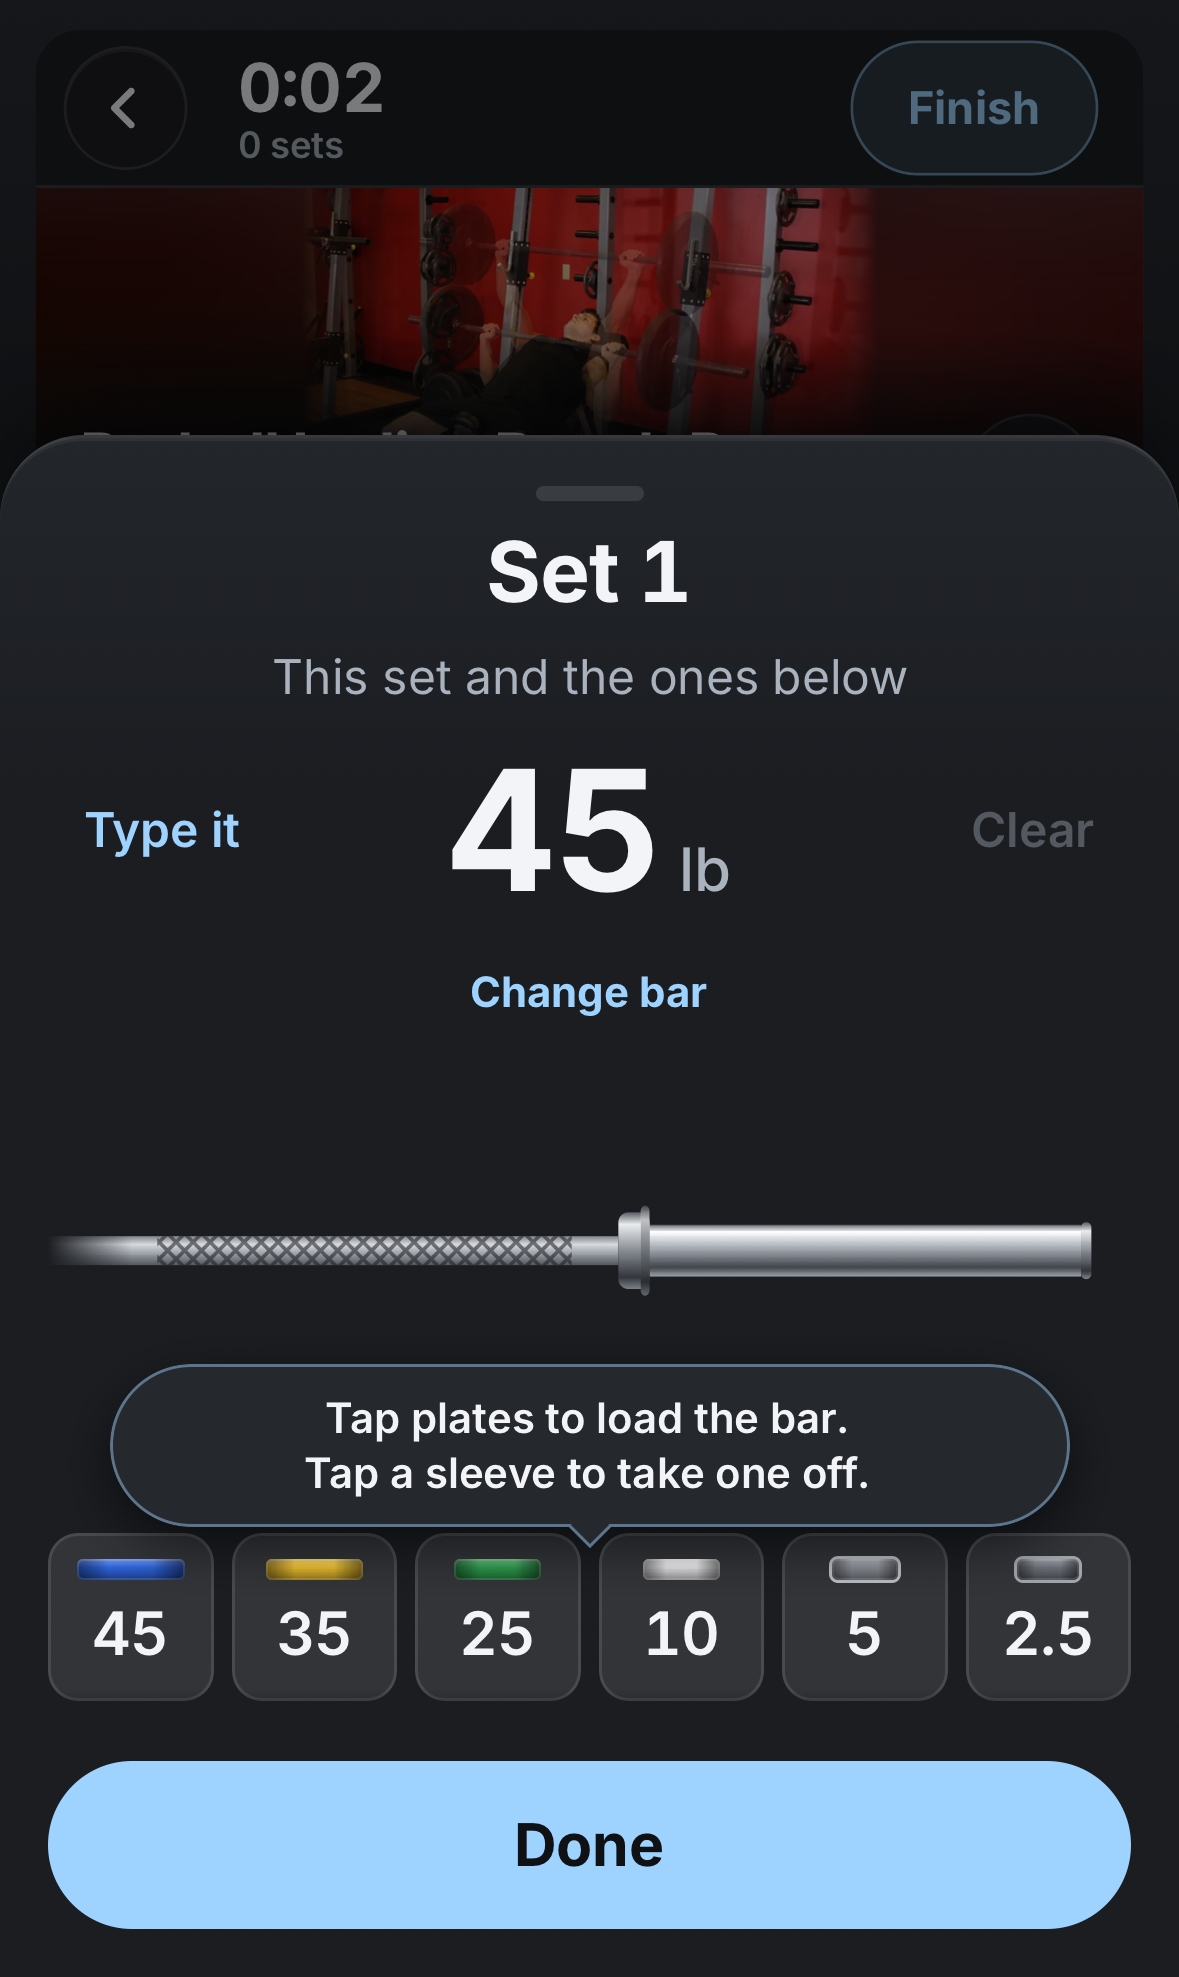 0:02
0 sets
Finish
Set 1
This set and the ones below
Type it
45 lb
Clear
Change bar
Tap plates to load the bar.
Tap a sleeve to take one off.
45
35
25
10
5
2.5
Done